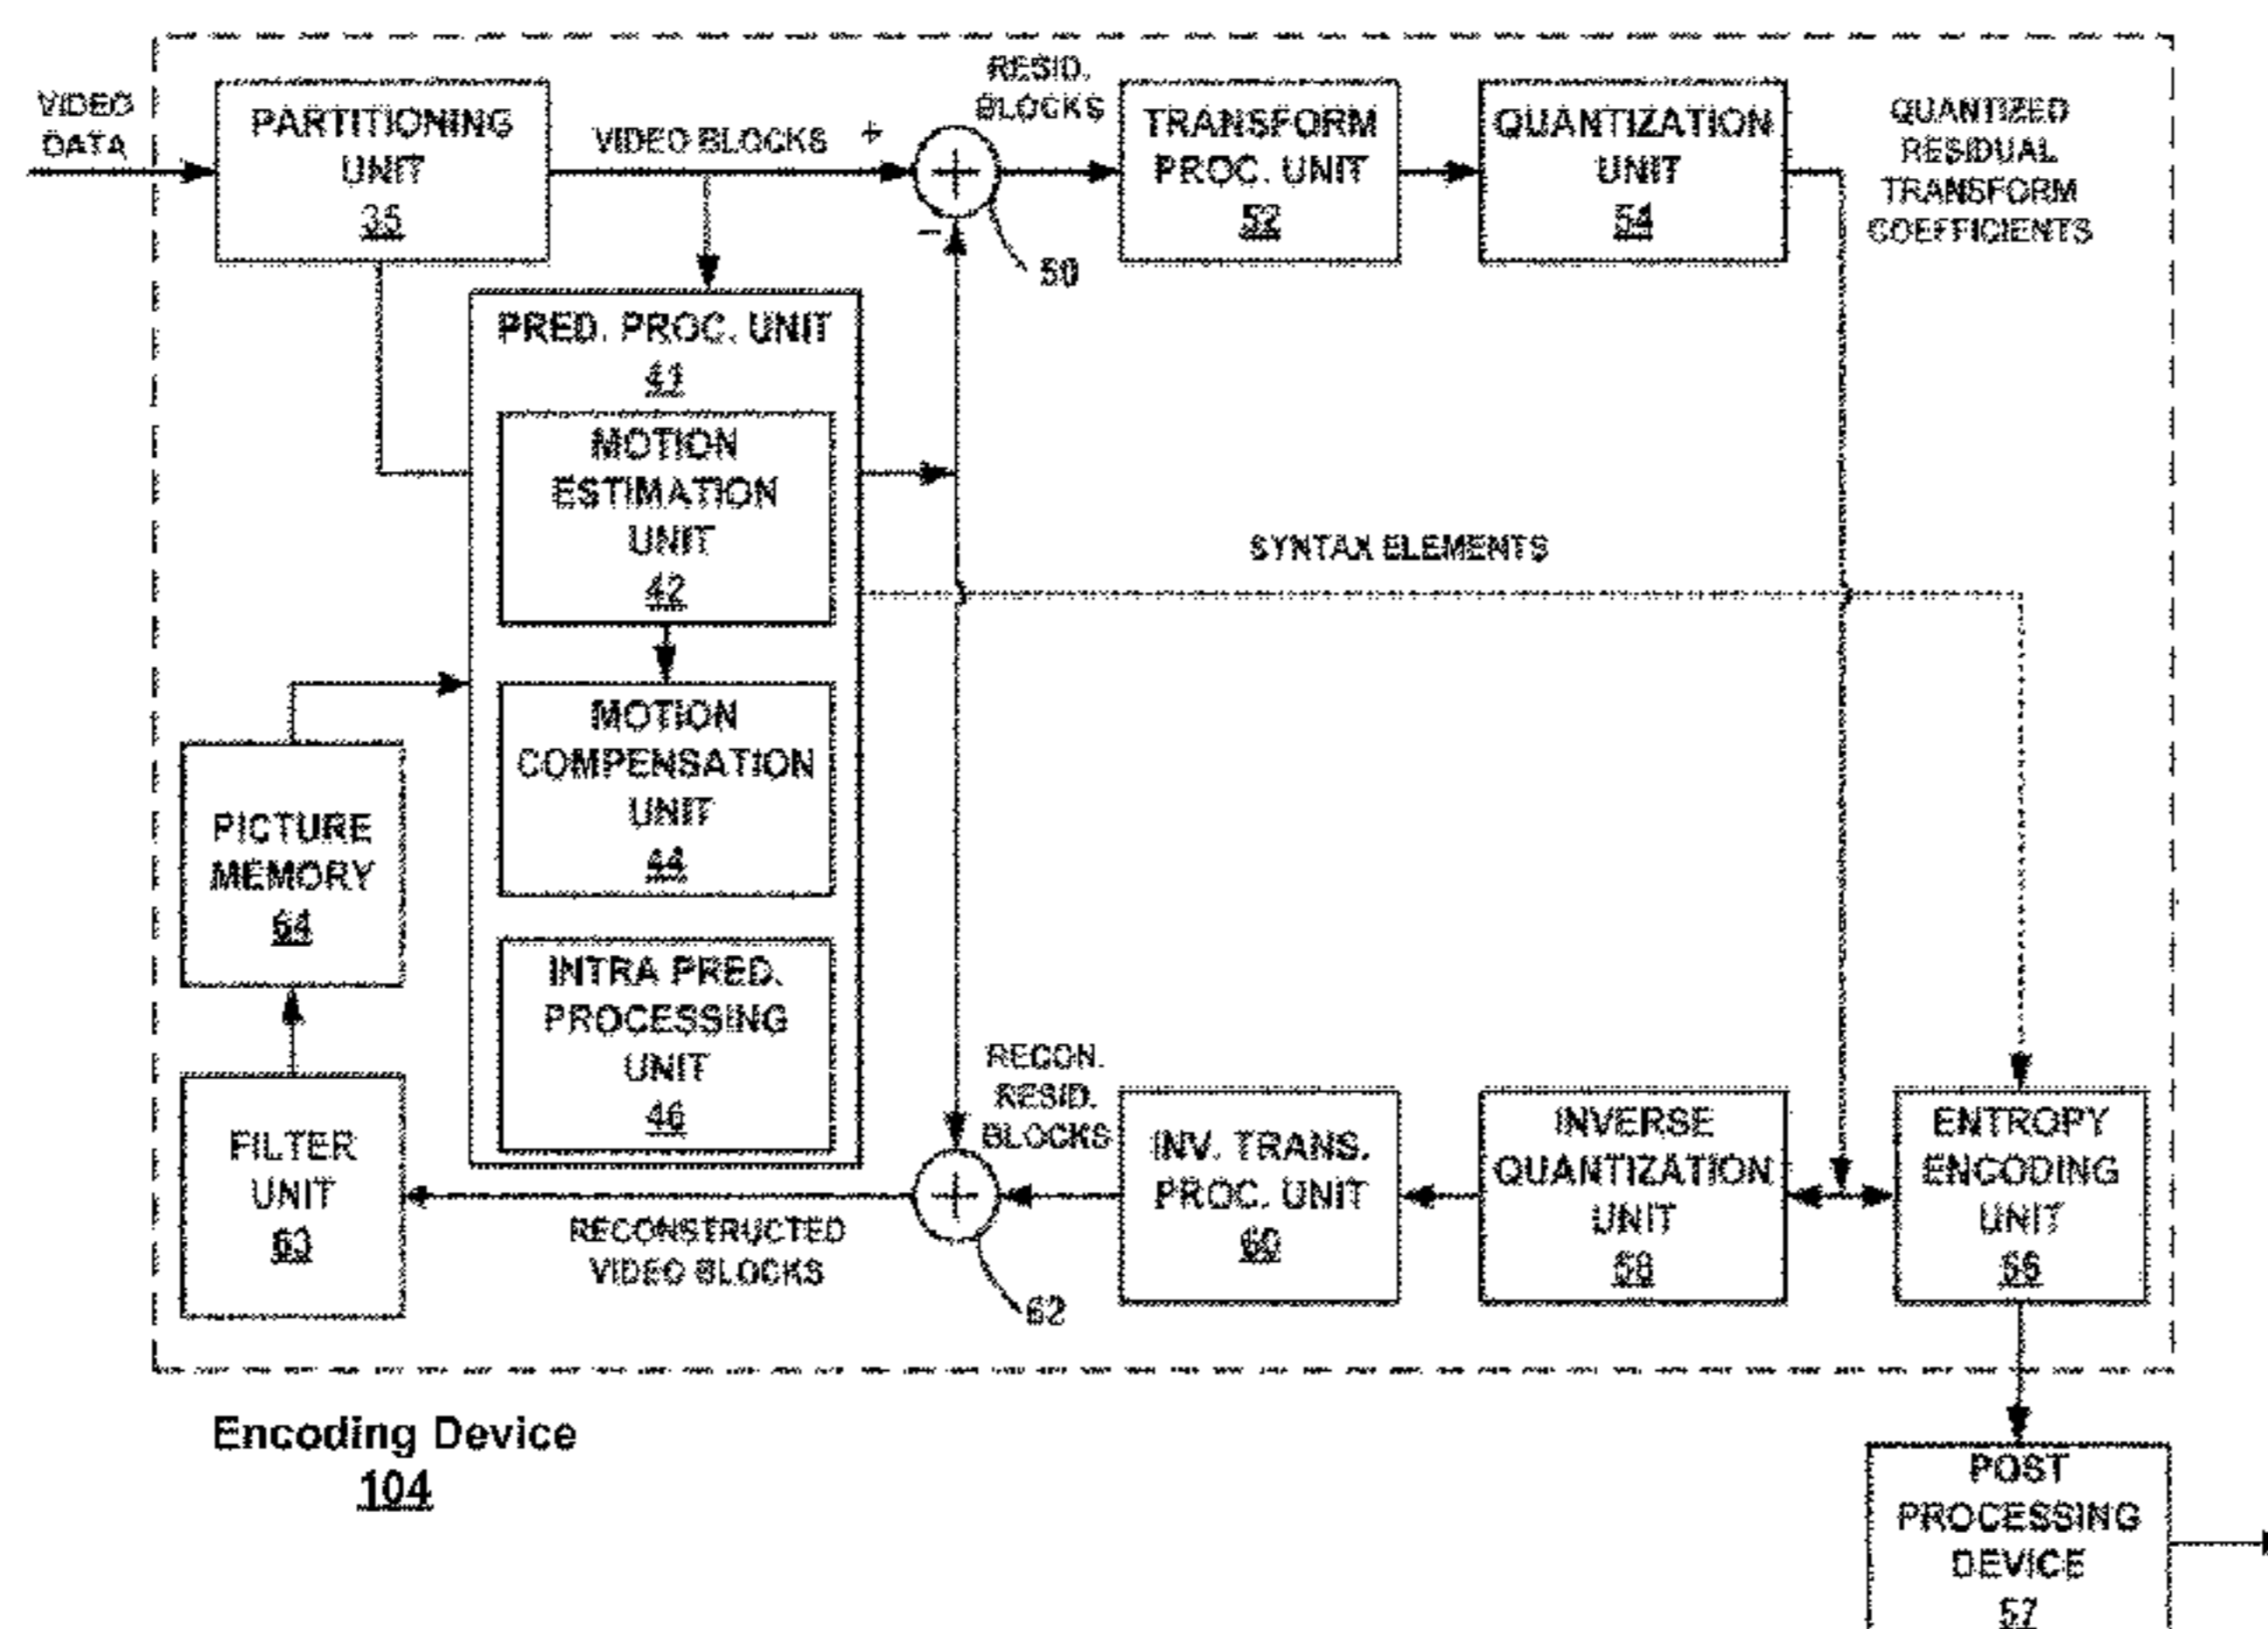 VIDEO
DATA
PARTITIONING
UNIT
35
VIDEO BLOCKS
+
−
RESID.
BLOCKS
50
TRANSFORM
PROC. UNIT
52
QUANTIZATION
UNIT
54
QUANTIZED
RESIDUAL
TRANSFORM
COEFFICIENTS
PRED. PROC. UNIT
41
MOTION
ESTIMATION
UNIT
42
SYNTAX ELEMENTS
MOTION
COMPENSATION
UNIT
44
PICTURE
MEMORY
64
INTRA PRED.
PROCESSING
UNIT
46
FILTER
UNIT
63
RECONSTRUCTED
VIDEO BLOCKS
62
RECON.
RESID.
BLOCKS
INV. TRANS.
PROC. UNIT
60
INVERSE
QUANTIZATION
UNIT
58
ENTROPY
ENCODING
UNIT
56
Encoding Device
104
POST
PROCESSING
DEVICE
57